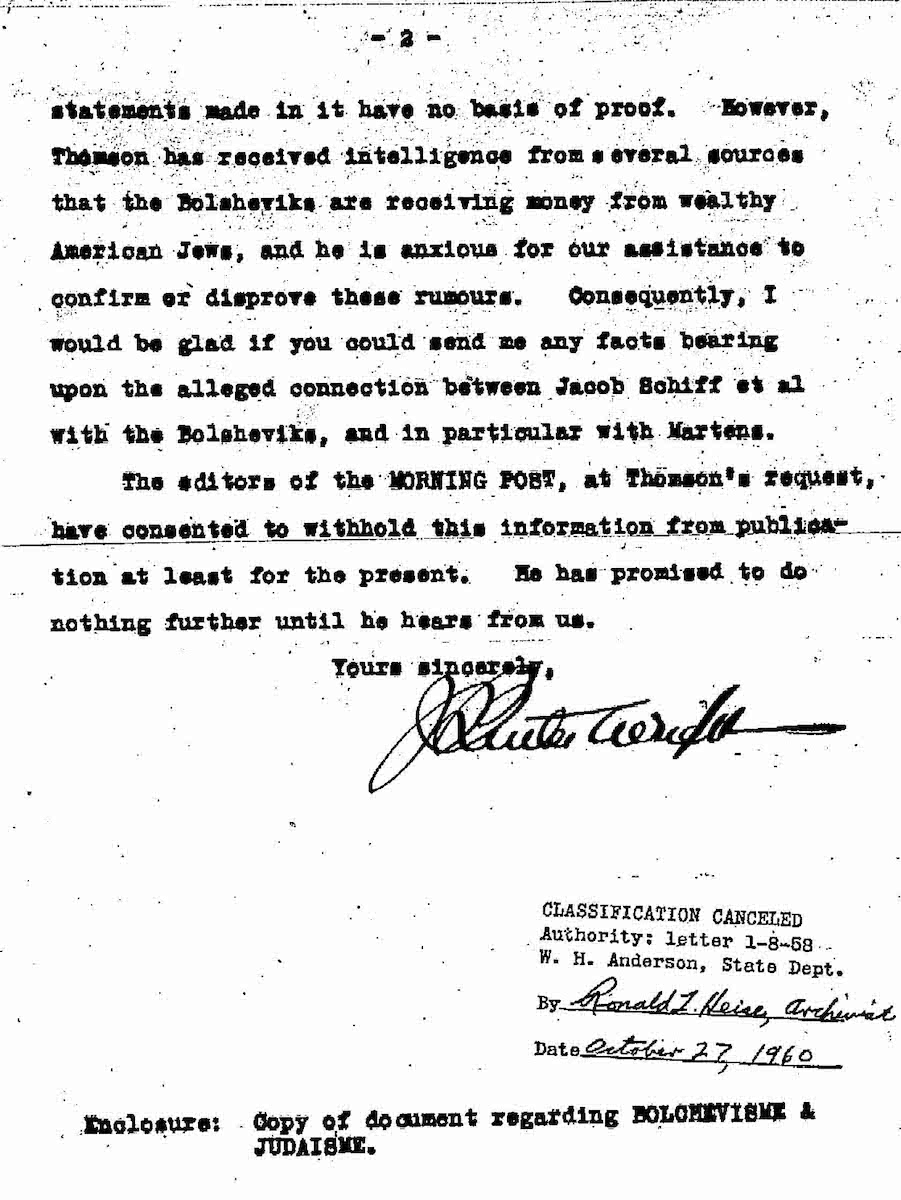 - 2 -
statements made in it have no basis of proof. However,
Thomson has received intelligence from several sources
that the Bolsheviks are receiving money from wealthy
American Jews, and he is anxious for our assistance to
confirm or disprove these rumours. Consequently, I
would be glad if you could send me any facts bearing
upon the alleged connection between Jacob Schiff et al
with the Bolsheviks, and in particular with Martens.
The editors of the MORNING POST, at Thomson's request,
have consented to withhold this information from publica-
tion at least for the present. He has promised to do
nothing further until he hears from us.
Yours sincerely,
CLASSIFICATION CANCELED
Authority: letter 1-8-58
W. H. Anderson, State Dept.
By Ronald L. Heise, Archivist
Date October 27, 1960
Enclosure: Copy of document regarding BOLCHEVISME &
JUDAISME.